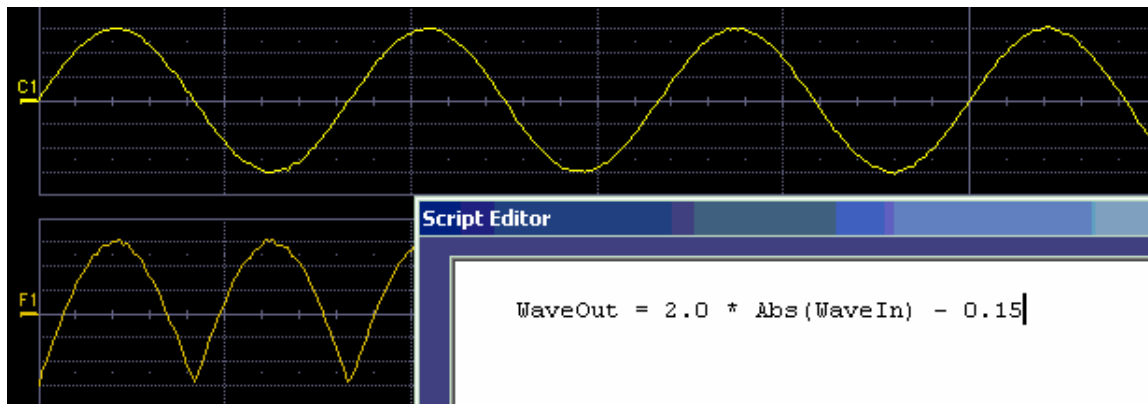 C1
Script Editor
F1
WaveOut = 2.0 * Abs(WaveIn) - 0.15